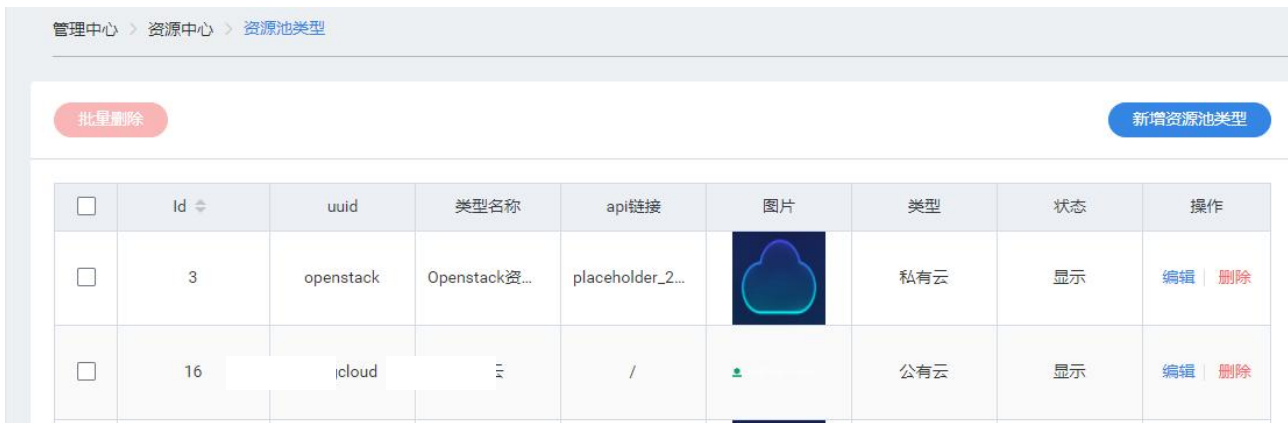 管理中心 > 资源中心 > 资源池类型
批量删除 新增资源池类型
Id uuid 类型名称 api链接 图片 类型 状态 操作
3 openstack Openstack资... placeholder_2... 私有云 显示 编辑 删除
16 cloud / 公有云 显示 编辑 删除